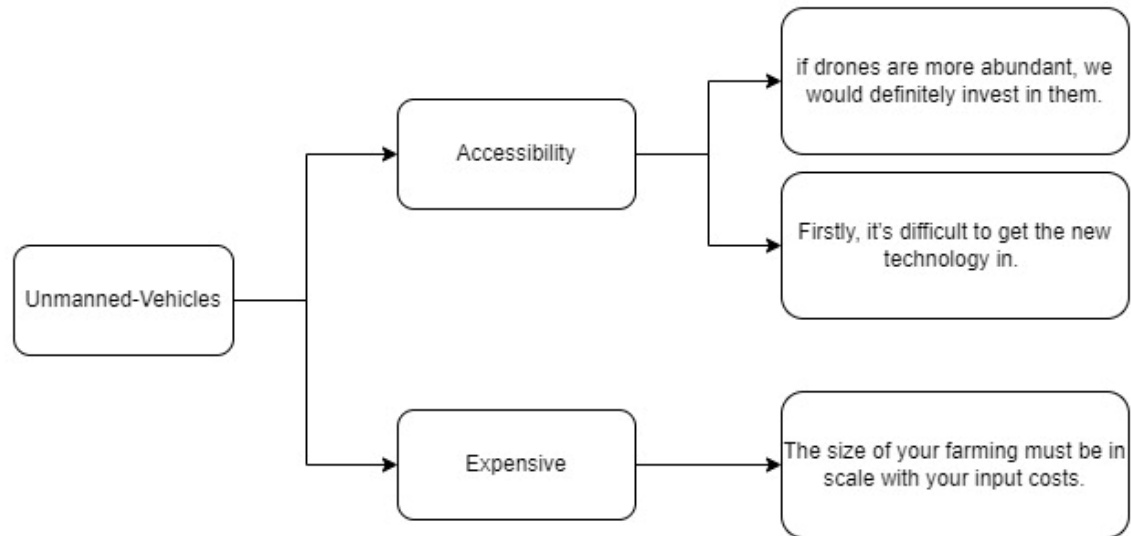 if drones are more abundant, we
would definitely invest in them.
Accessibility
Firstly, it's difficult to get the new
technology in.
Unmanned-Vehicles
The size of your farming must be in
scale with your input costs.
Expensive